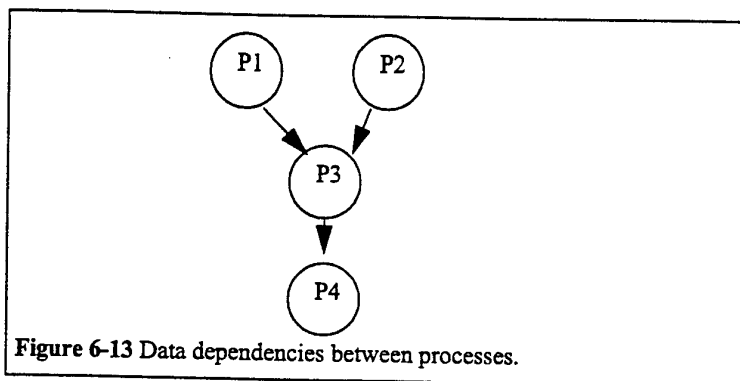 P1 P2
P3
P4
Figure 6-13 Data dependencies between processes.